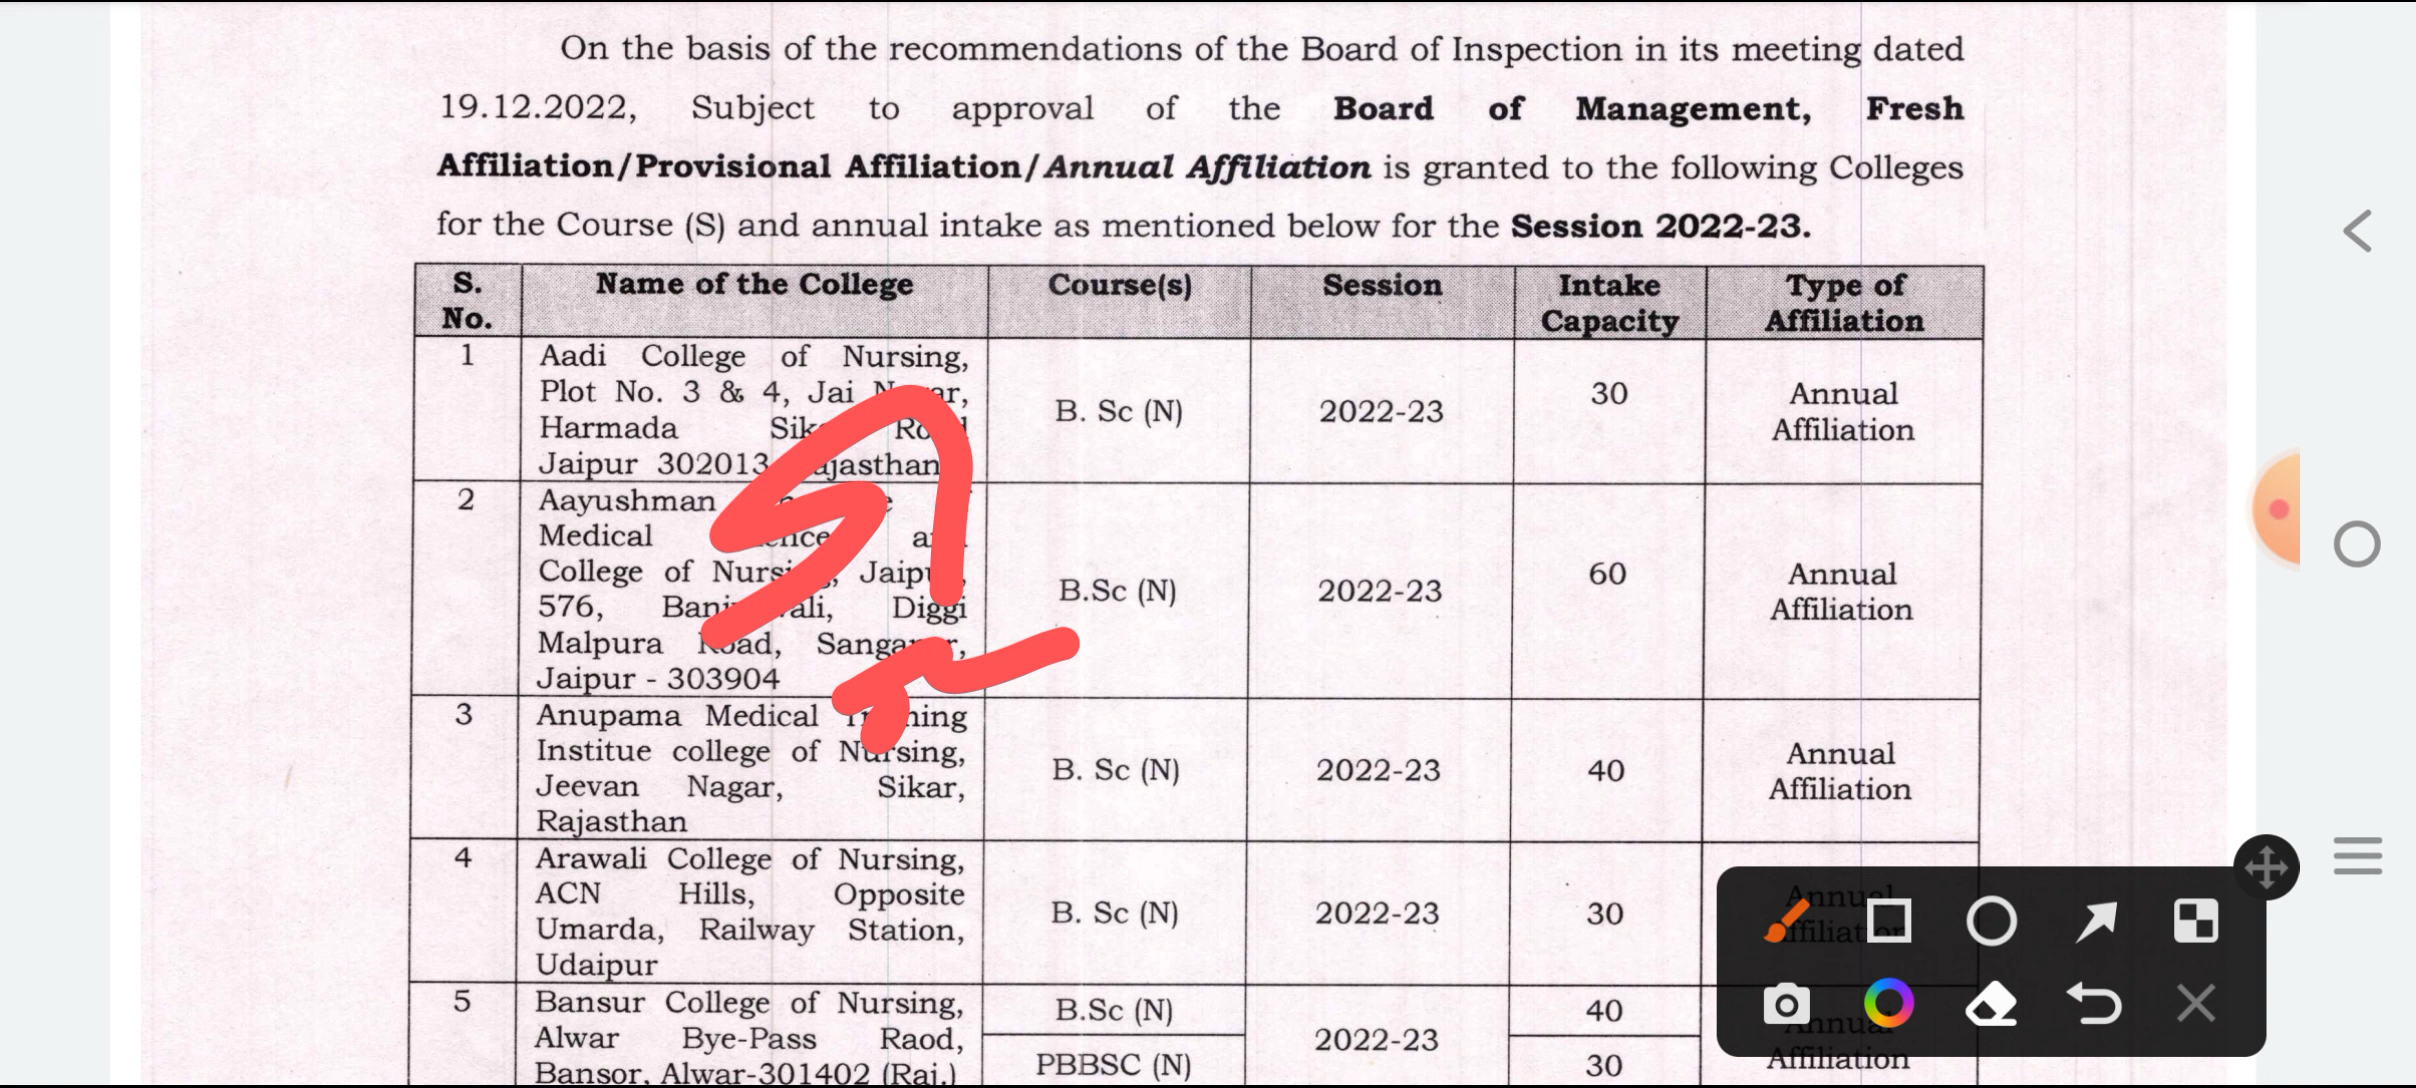 On the basis of the recommendations of the Board of Inspection in its meeting dated
19.12.2022, Subject to approval of the Board of Management, Fresh
Affiliation/Provisional Affiliation/Annual Affiliation is granted to the following Colleges
for the Course (S) and annual intake as mentioned below for the Session 2022-23.
S. No. Name of the College Course(s) Session Intake Capacity Type of Affiliation
1 Aadi College of Nursing,
Plot No. 3 & 4, Jai
Harmada
Jaipur 302013
B. Sc (N) 2022-23 30 Annual
Affiliation
2 Aayushman
Medical
College of
576, Diggi
Malpura
Jaipur - 303904
B.Sc (N) 2022-23 60 Annual
Affiliation
3 Anupama Medical
Institue college of Nursing,
Jeevan Nagar, Sikar,
Rajasthan
B. Sc (N) 2022-23 40 Annual
Affiliation
4 Arawali College of Nursing,
ACN Hills, Opposite
Umarda, Railway Station,
Udaipur
B. Sc (N) 2022-23 30 Annual
5 Bansur College of Nursing,
Alwar Bye-Pass Raod,
Bansor, Alwar-301402 (Raj.)
B.Sc (N) 2022-23 40
PBBSC (N) 30 Affiliation